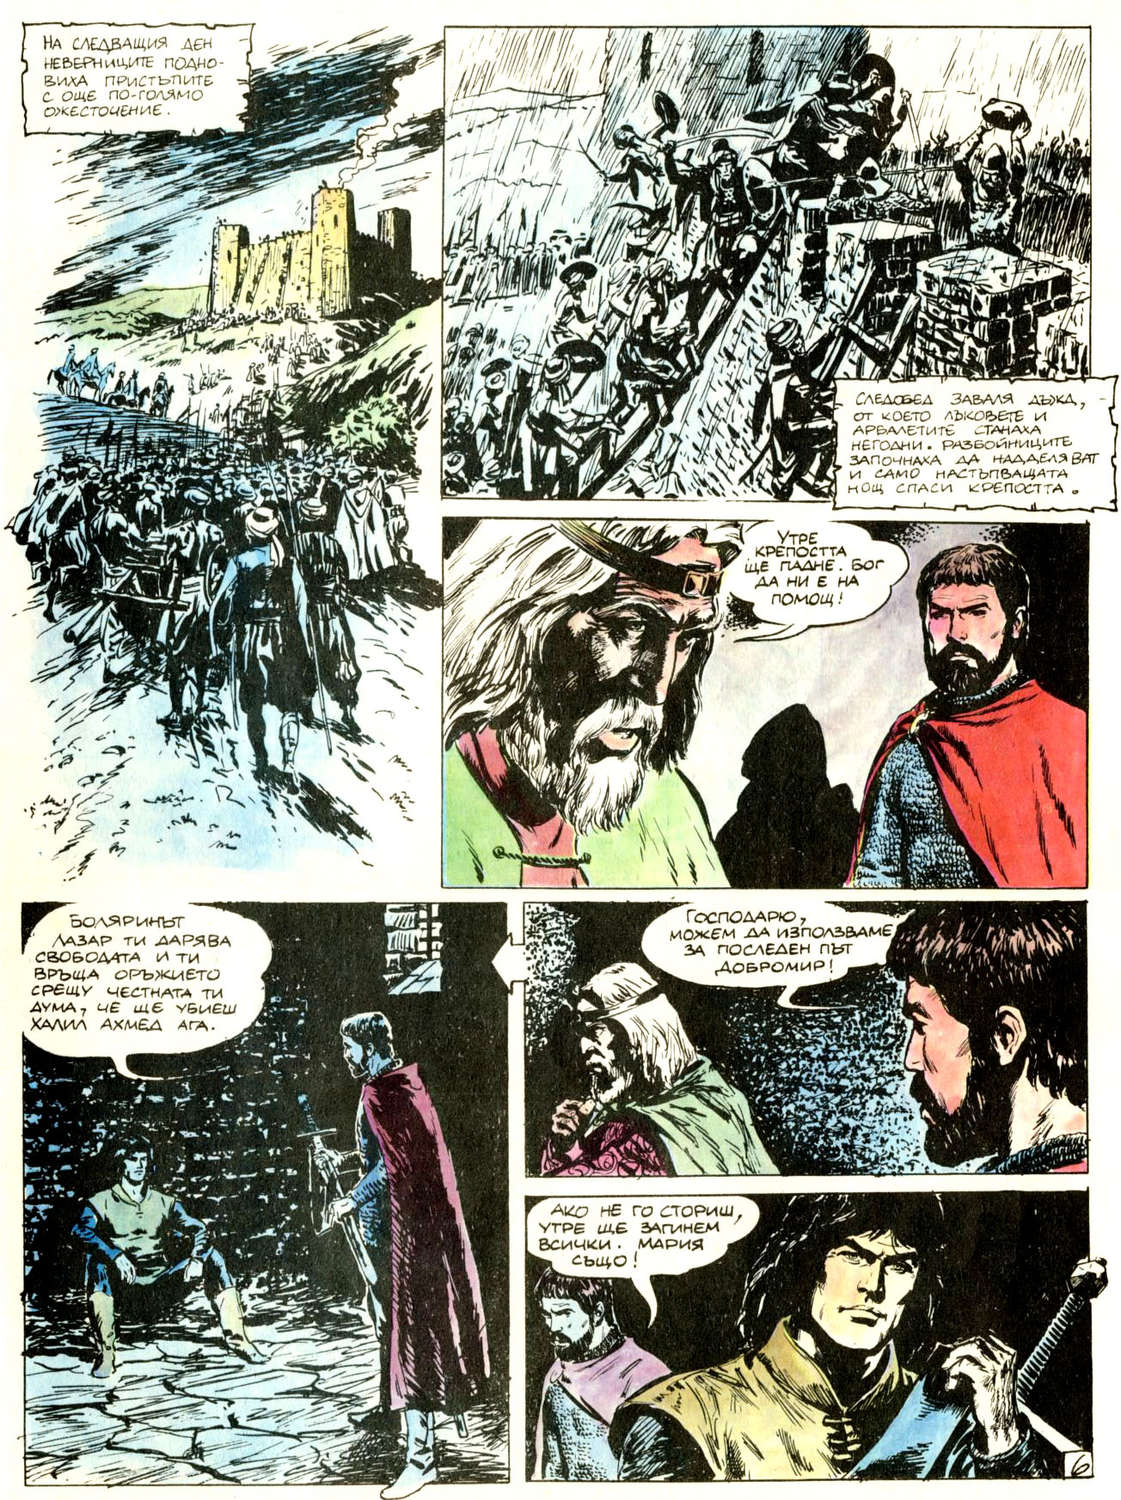 НА СЛЕДВАЩИЯ ДЕН
НЕВЕРНИЦИТЕ ПОДНО-
ВИХА ПРИСТЪПИТЕ
С ОЩЕ ПО-ГОЛЯМО
ОЖЕСТОЧЕНИЕ.
СЛЕДОБЕД ЗАВАЛЯ ДЪЖД,
ОТ КОЕТО ЛЪКОВЕТЕ И
АРБАЛЕТИТЕ СТАНАХА
НЕГОДНИ. РАЗБОЙНИЦИТЕ
ЗАПОЧНАХА ДА НАДДЕЛЯВАТ
И САМО НАСТЪПВАЩАТА
НОЩ СПАСИ КРЕПОСТТА.
УТРЕ
КРЕПОСТТА
ЩЕ ПАДНЕ. БОГ
ДА НИ Е НА
ПОМОЩ!
ГОСПОДАРЮ,
МОЖЕМ ДА ИЗПОЛЗВАМЕ
ЗА ПОСЛЕДЕН ПЪТ
ДОБРОМИР!
БОЛЯРИНЪТ
ЛАЗАР ТИ ДАРЯВА
СВОБОДАТА И ТИ
ВРЪЩА ОРЪЖИЕТО
СРЕЩУ ЧЕСТНАТА ТИ
ДУМА, ЧЕ ЩЕ УБИЕШ
ХАЛИЛ АХМЕД АГА.
АКО НЕ ГО СТОРИШ,
УТРЕ ЩЕ ЗАГИНЕМ
ВСИЧКИ. МАРИЯ
СЪЩО!
6